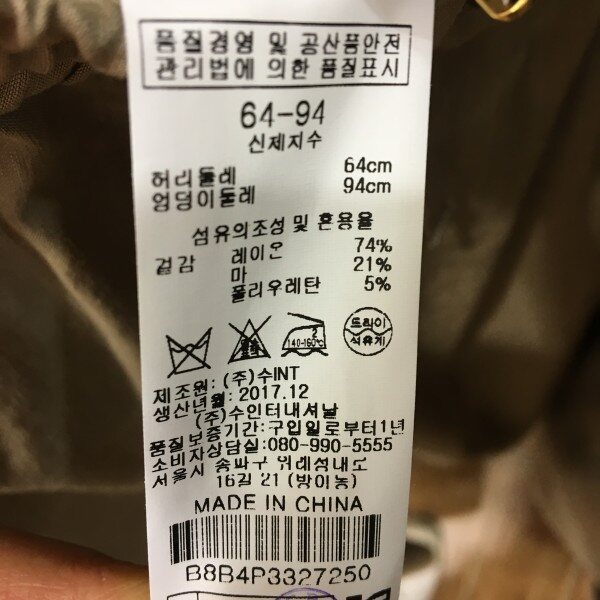 품질경영 및 공산품안전
관리법에 의한 품질표시
64-94
신체치수
허리둘레 64cm
엉덩이둘레 94cm
섬유의조성 및 혼용율
겉감 레이온 74%
마 21%
폴리우레탄 5%
2
140-160℃
드라이
석유계
제조원: (주)수INT
생산년월: 2017.12
(주)수인터내셔날
품질보증기간: 구입일로부터1년
소비자상담실: 080-990-5555
서울시 송파구 위례성대로
16길 21 (방이동)
MADE IN CHINA
B8B4P3327250